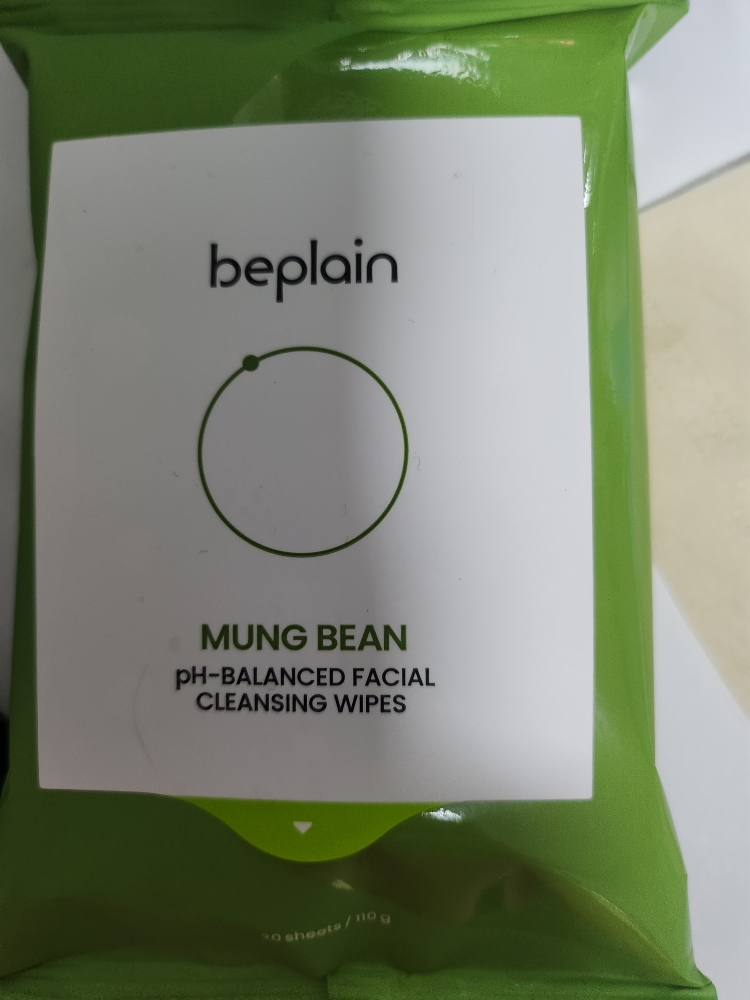 beplain
MUNG BEAN
pH-BALANCED FACIAL
CLEANSING WIPES
sheets / 110 g